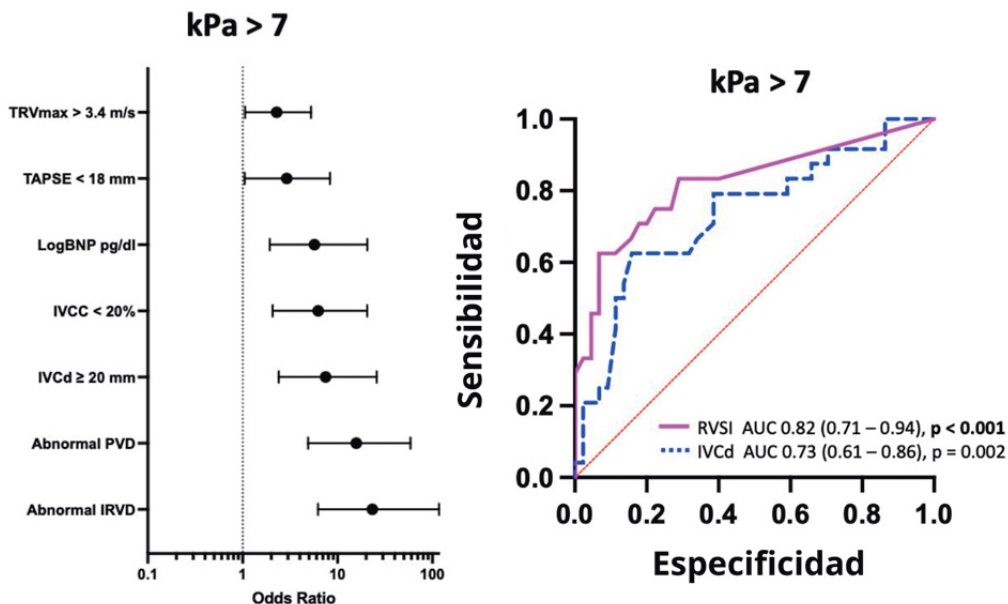 kPa > 7
TRVmax > 3.4 m/s
TAPSE < 18 mm
LogBNP pg/dl
IVCC < 20%
IVCd ≥ 20 mm
Abnormal PVD
Abnormal IRVD
0.1
1
10
100
Odds Ratio
kPa > 7
Sensibilidad
1.0
0.8
0.6
0.4
0.2
0.0
RVSI AUC 0.82 (0.71 – 0.94), p < 0.001
IVCd AUC 0.73 (0.61 – 0.86), p = 0.002
0.0
0.2
0.4
0.6
0.8
1.0
Especificidad